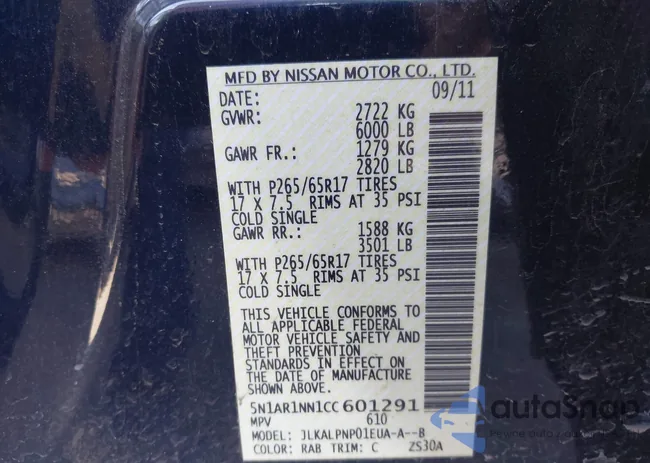 MFD BY NISSAN MOTOR CO., LTD.
DATE: 09/11
GVWR: 2722 KG
6000 LB
GAWR FR.: 1279 KG
2820 LB
WITH P265/65R17 TIRES
17 X 7.5 RIMS AT 35 PSI
COLD SINGLE
GAWR RR.: 1588 KG
3501 LB
WITH P265/65R17 TIRES
17 X 7.5 RIMS AT 35 PSI
COLD SINGLE
THIS VEHICLE CONFORMS TO
ALL APPLICABLE FEDERAL
MOTOR VEHICLE SAFETY AND
THEFT PREVENTION
STANDARDS IN EFFECT ON
THE DATE OF MANUFACTURE
SHOWN ABOVE.
5N1AR1NN1CC601291
MPV 610
MODEL: JLKALPNP01EUA-A--B
COLOR: RAB TRIM: C ZS30A
autoSnap